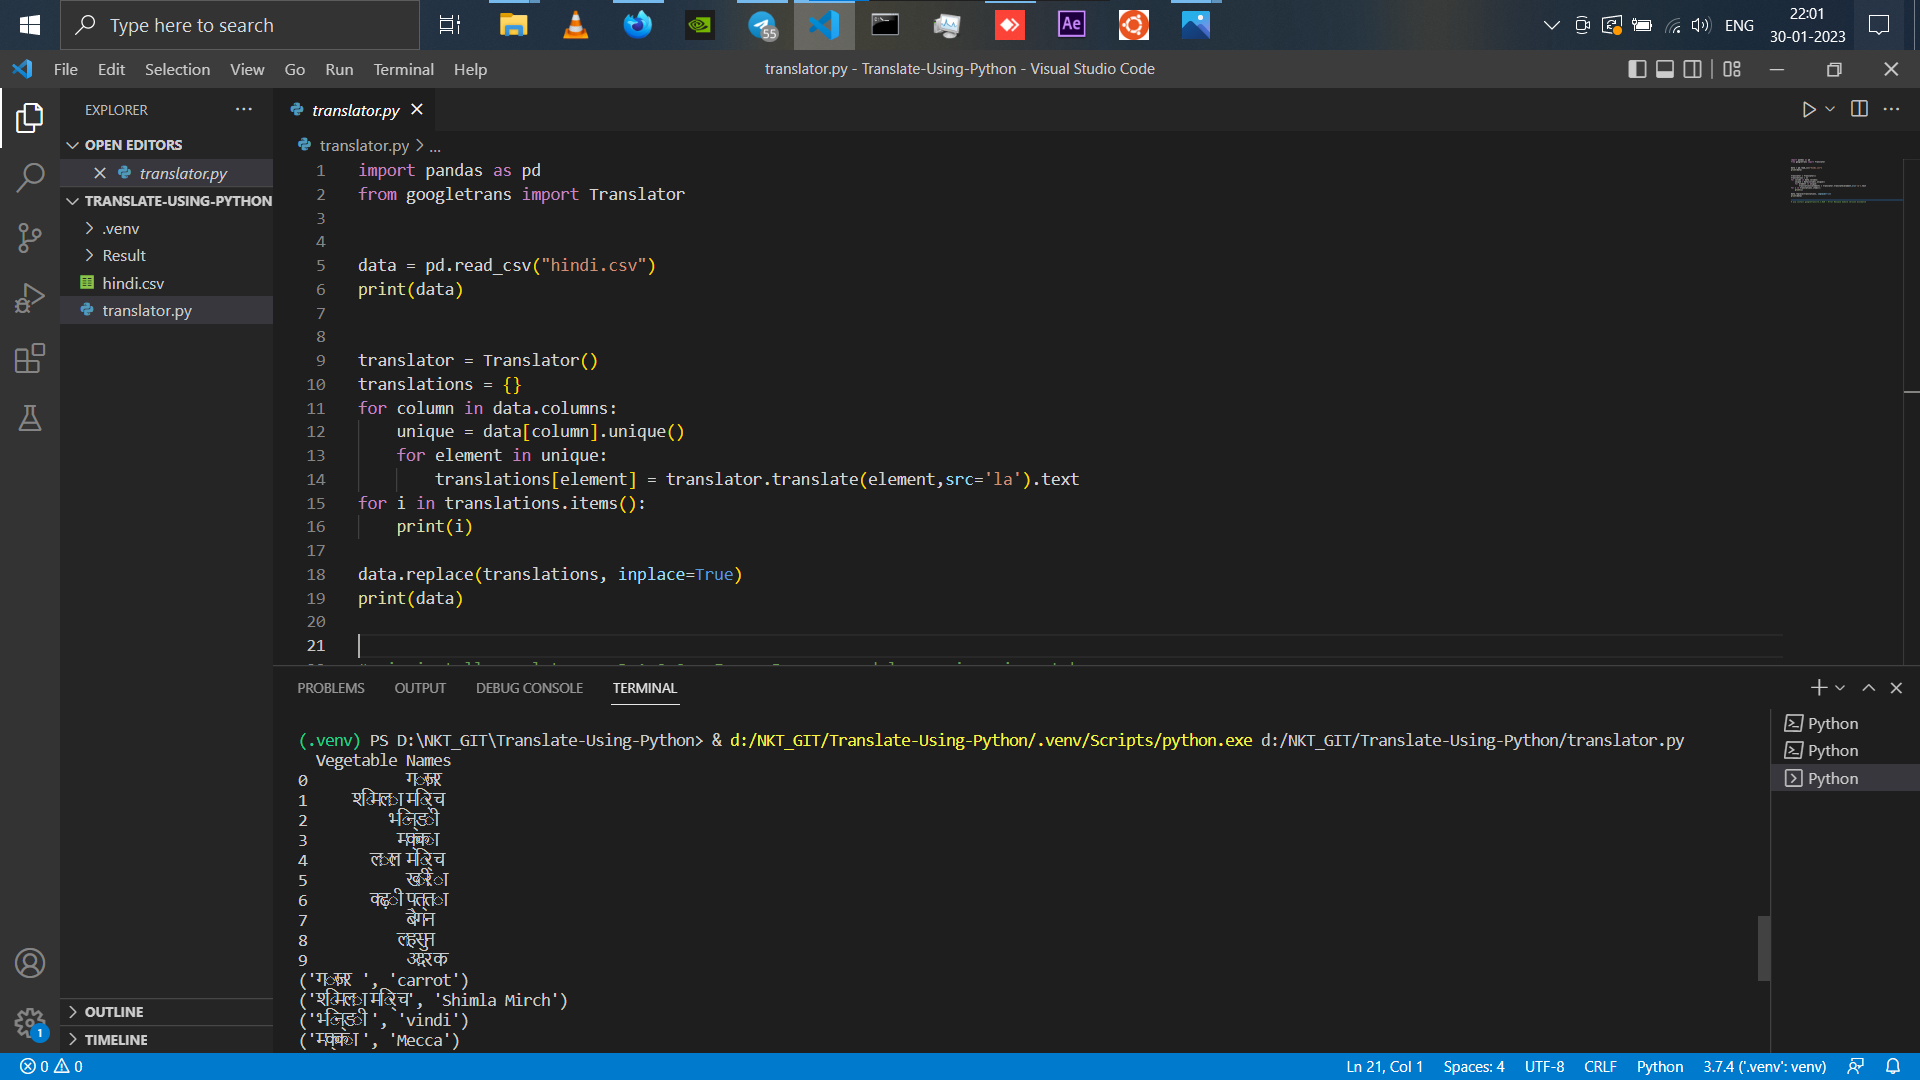 Type here to search
55
ENG
22:01
30-01-2023
File Edit Selection View Go Run Terminal Help
translator.py - Translate-Using-Python - Visual Studio Code
EXPLORER
OPEN EDITORS
translator.py
TRANSLATE-USING-PYTHON
.venv
Result
hindi.csv
translator.py
OUTLINE
TIMELINE
1
translator.py
translator.py > ...
1 import pandas as pd
2 from googletrans import Translator
3
4
5 data = pd.read_csv("hindi.csv")
6 print(data)
7
8
9 translator = Translator()
10 translations = {}
11 for column in data.columns:
12 unique = data[column].unique()
13 for element in unique:
14 translations[element] = translator.translate(element,src='la').text
15 for i in translations.items():
16 print(i)
17
18 data.replace(translations, inplace=True)
19 print(data)
20
21
PROBLEMS OUTPUT DEBUG CONSOLE TERMINAL
(.venv) PS D:\NKT_GIT\Translate-Using-Python> & d:/NKT_GIT/Translate-Using-Python/.venv/Scripts/python.exe d:/NKT_GIT/Translate-Using-Python/translator.py
Vegetable Names
0 गाजर
1 शिमला मिर्च
2 भिन्डी
3 मक्का
4 लाल मिर्च
5 खीरा
6 कढ़ी पत्ता
7 बैगन
8 लहसुन
9 अदरक
('गाजर ', 'carrot')
('शिमला मिर्च', 'Shimla Mirch')
('भिन्डी ', 'vindi')
('मक्का ', 'Mecca')
Python
Python
Python
0 0
Ln 21, Col 1 Spaces: 4 UTF-8 CRLF Python 3.7.4 ('.venv': venv)